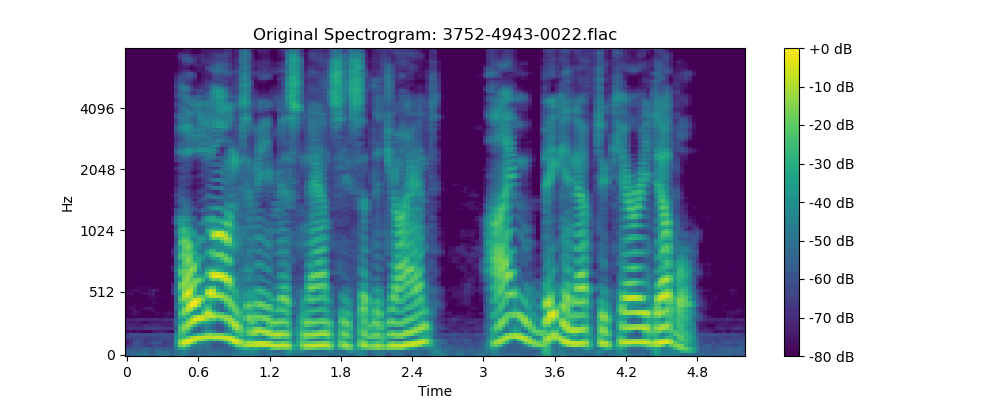 Original Spectrogram: 3752-4943-0022.flac
Hz
4096
2048
1024
512
0
0 0.6 1.2 1.8 2.4 3 3.6 4.2 4.8
Time
+0 dB
-10 dB
-20 dB
-30 dB
-40 dB
-50 dB
-60 dB
-70 dB
-80 dB